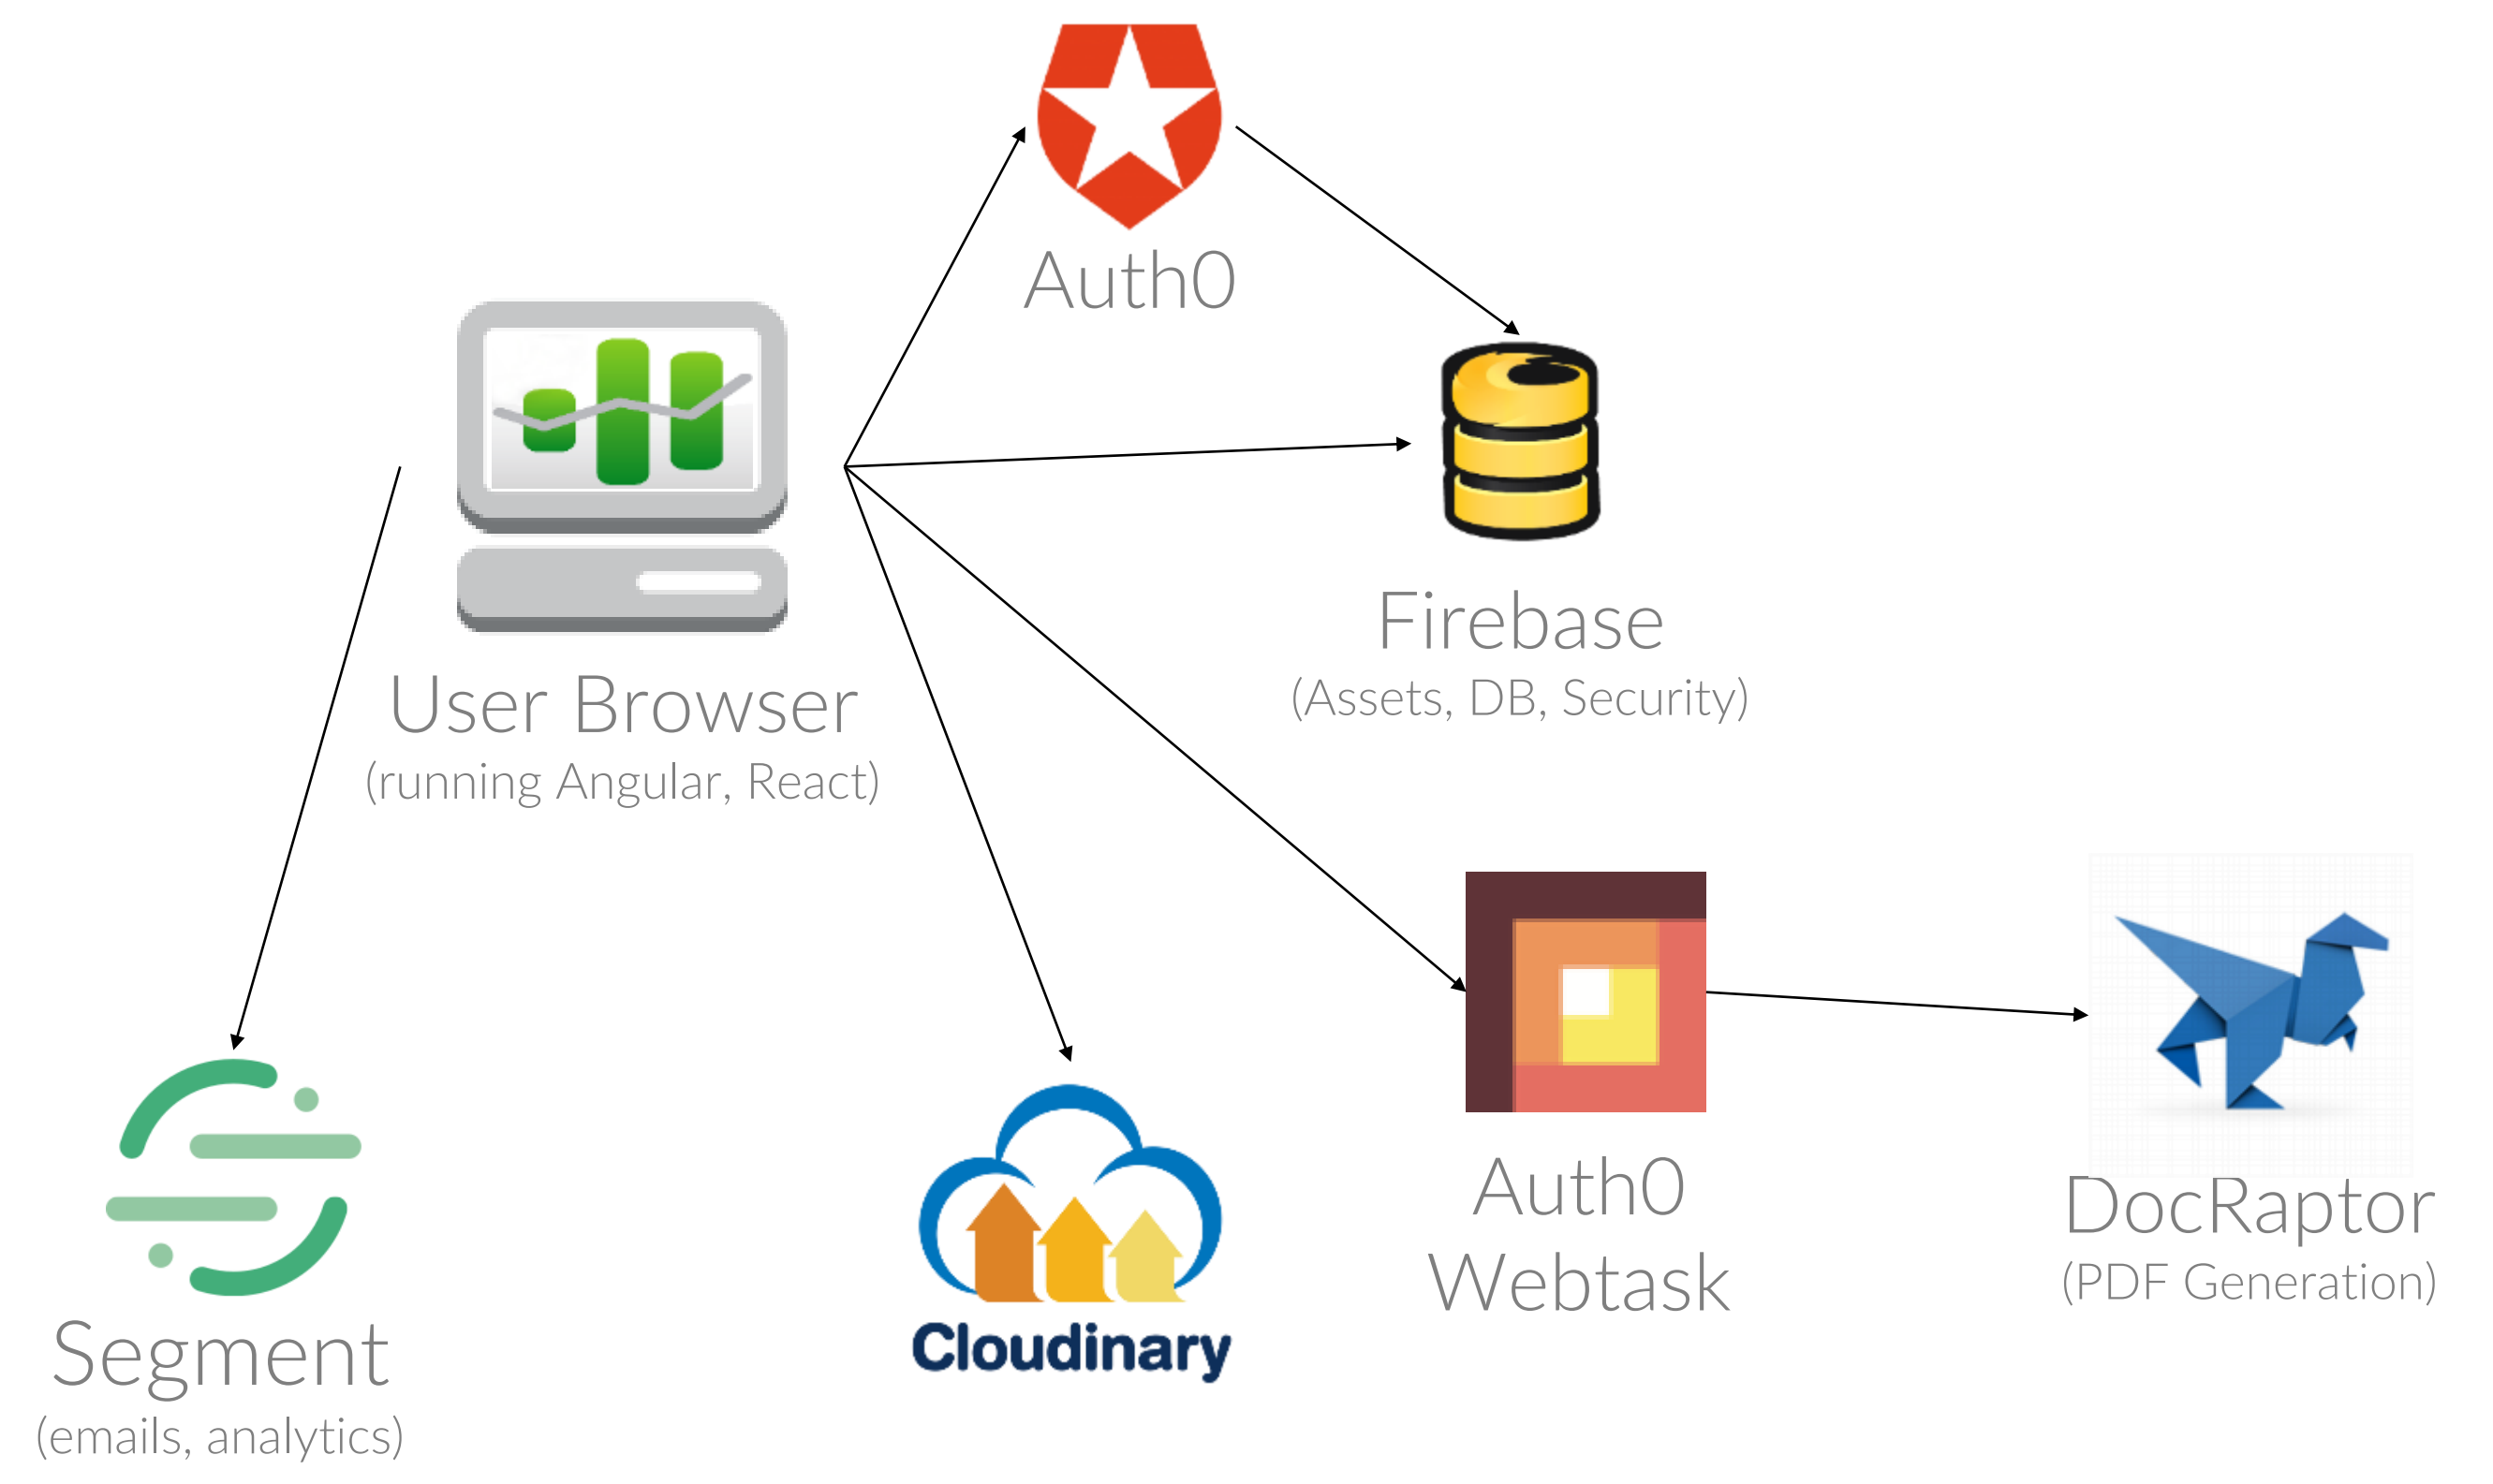 Auth0
User Browser
(running Angular, React)
Firebase
(Assets, DB, Security)
Segment
(emails, analytics)
Cloudinary
Auth0
Webtask
DocRaptor
(PDF Generation)